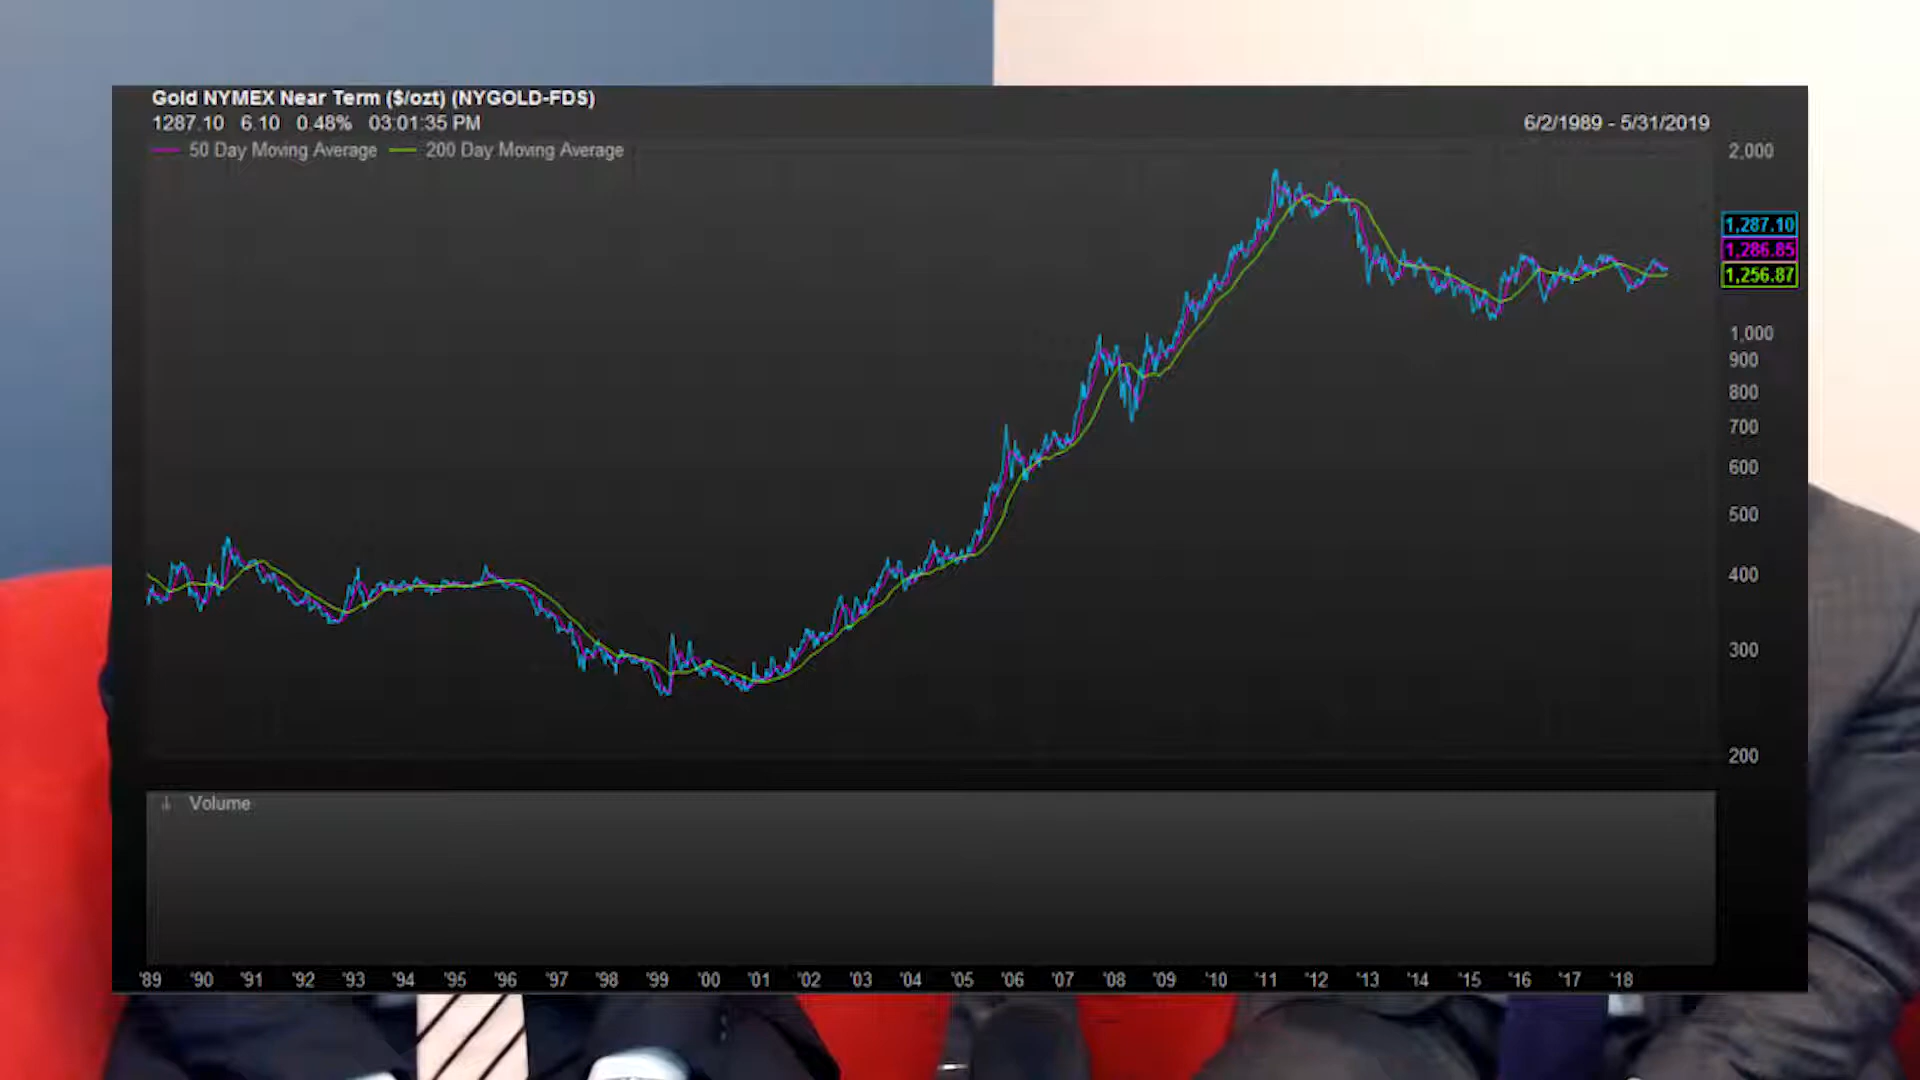 Gold NYMEX Near Term ($/ozt) (NYGOLD-FDS)
1287.10 6.10 0.48% 03:01:35 PM
6/2/1989 - 5/31/2019
50 Day Moving Average 200 Day Moving Average
2,000
1,287.10
1,286.85
1,256.87
1,000
900
800
700
600
500
400
300
200
Volume
'89 '90 '91 '92 '93 '94 '95 '96 '97 '98 '99 '00 '01 '02 '03 '04 '05 '06 '07 '08 '09 '10 '11 '12 '13 '14 '15 '16 '17 '18